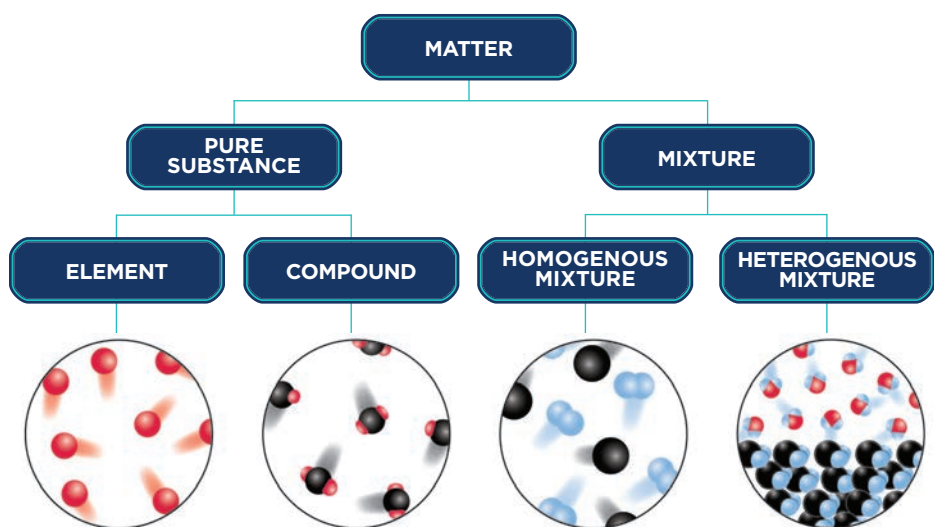 MATTER
PURE
SUBSTANCE
MIXTURE
ELEMENT
COMPOUND
HOMOGENOUS
MIXTURE
HETEROGENOUS
MIXTURE